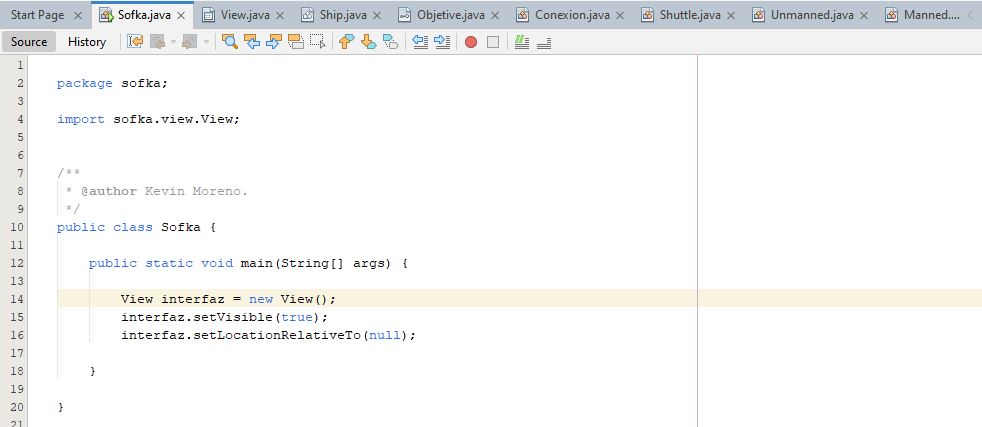 Start Page Sofka.java View.java Ship.java Objetive.java Conexion.java Shuttle.java Unmanned.java Manned....
Source History
1
2 package sofka;
3
4 import sofka.view.View;
5
6
7 /**
8 * @author Kevin Moreno.
9 */
10 public class Sofka {
11
12 public static void main(String[] args) {
13
14 View interfaz = new View();
15 interfaz.setVisible(true);
16 interfaz.setLocationRelativeTo(null);
17
18 }
19
20 }
21